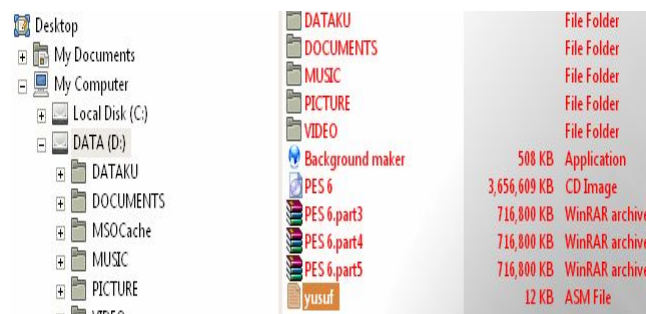 Desktop
My Documents
My Computer
Local Disk (C:)
DATA (D:)
DATAKU
DOCUMENTS
MSOCache
MUSIC
PICTURE
VIDEO
DATAKU File Folder
DOCUMENTS File Folder
MUSIC File Folder
PICTURE File Folder
VIDEO File Folder
Background maker 508 KB Application
PES 6 3,656,609 KB CD Image
PES 6.part3 716,800 KB WinRAR archive
PES 6.part4 716,800 KB WinRAR archive
PES 6.part5 716,800 KB WinRAR archive
yusuf 12 KB ASM File